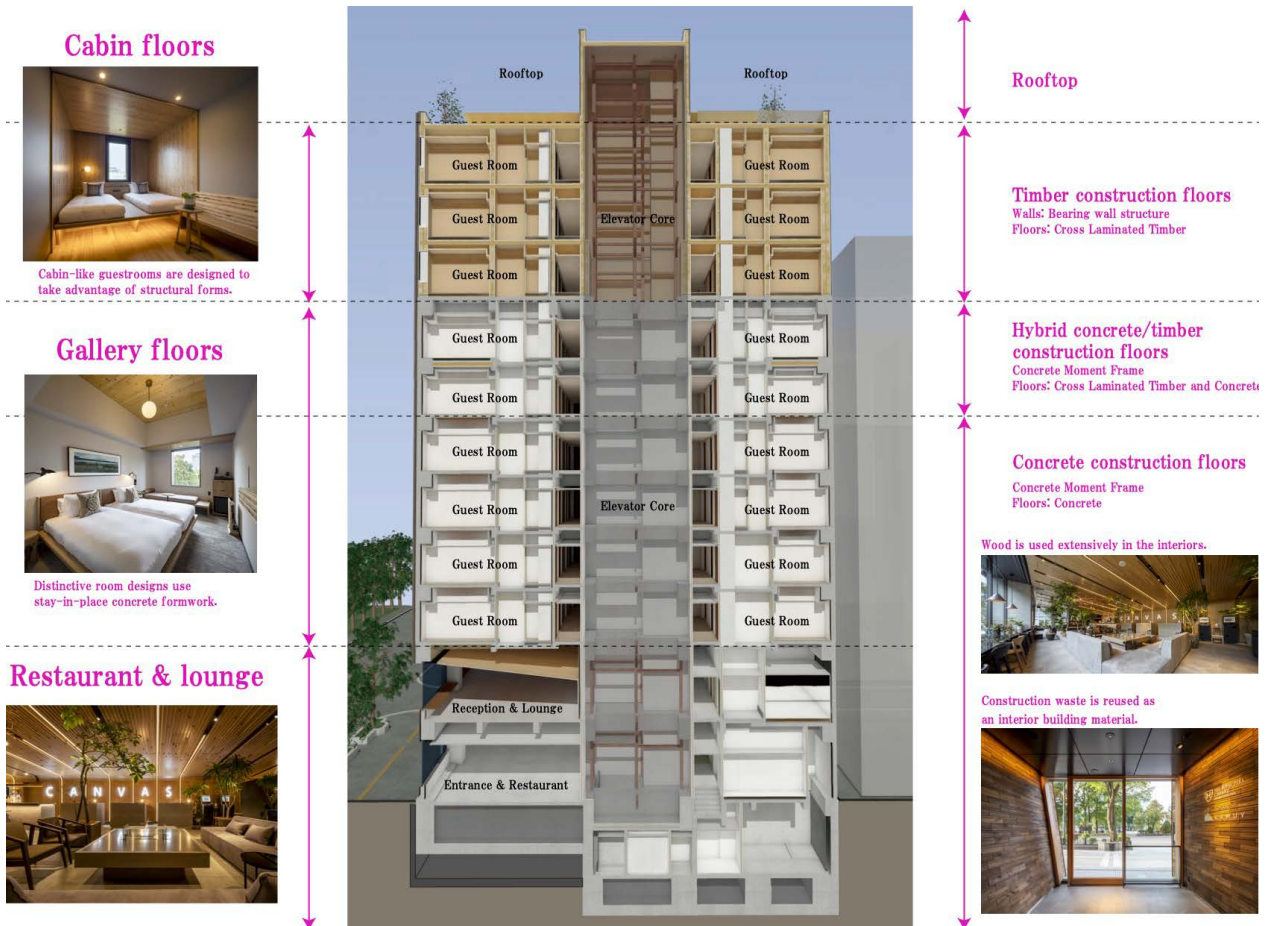 Cabin floors
Cabin-like guestrooms are designed to
take advantage of structural forms.
Gallery floors
Distinctive room designs use
stay-in-place concrete formwork.
Restaurant & lounge
CANVAS
Rooftop
Rooftop
Guest Room
Guest Room
Guest Room
Elevator Core
Guest Room
Guest Room
Guest Room
Guest Room
Guest Room
Guest Room
Guest Room
Guest Room
Guest Room
Guest Room
Elevator Core
Guest Room
Guest Room
Guest Room
Guest Room
Guest Room
Reception & Lounge
Entrance & Restaurant
Rooftop
Timber construction floors
Walls: Bearing wall structure
Floors: Cross Laminated Timber
Hybrid concrete/timber
construction floors
Concrete Moment Frame
Floors: Cross Laminated Timber and Concrete
Concrete construction floors
Concrete Moment Frame
Floors: Concrete
Wood is used extensively in the interiors.
CANVAS
Construction waste is reused as
an interior building material.